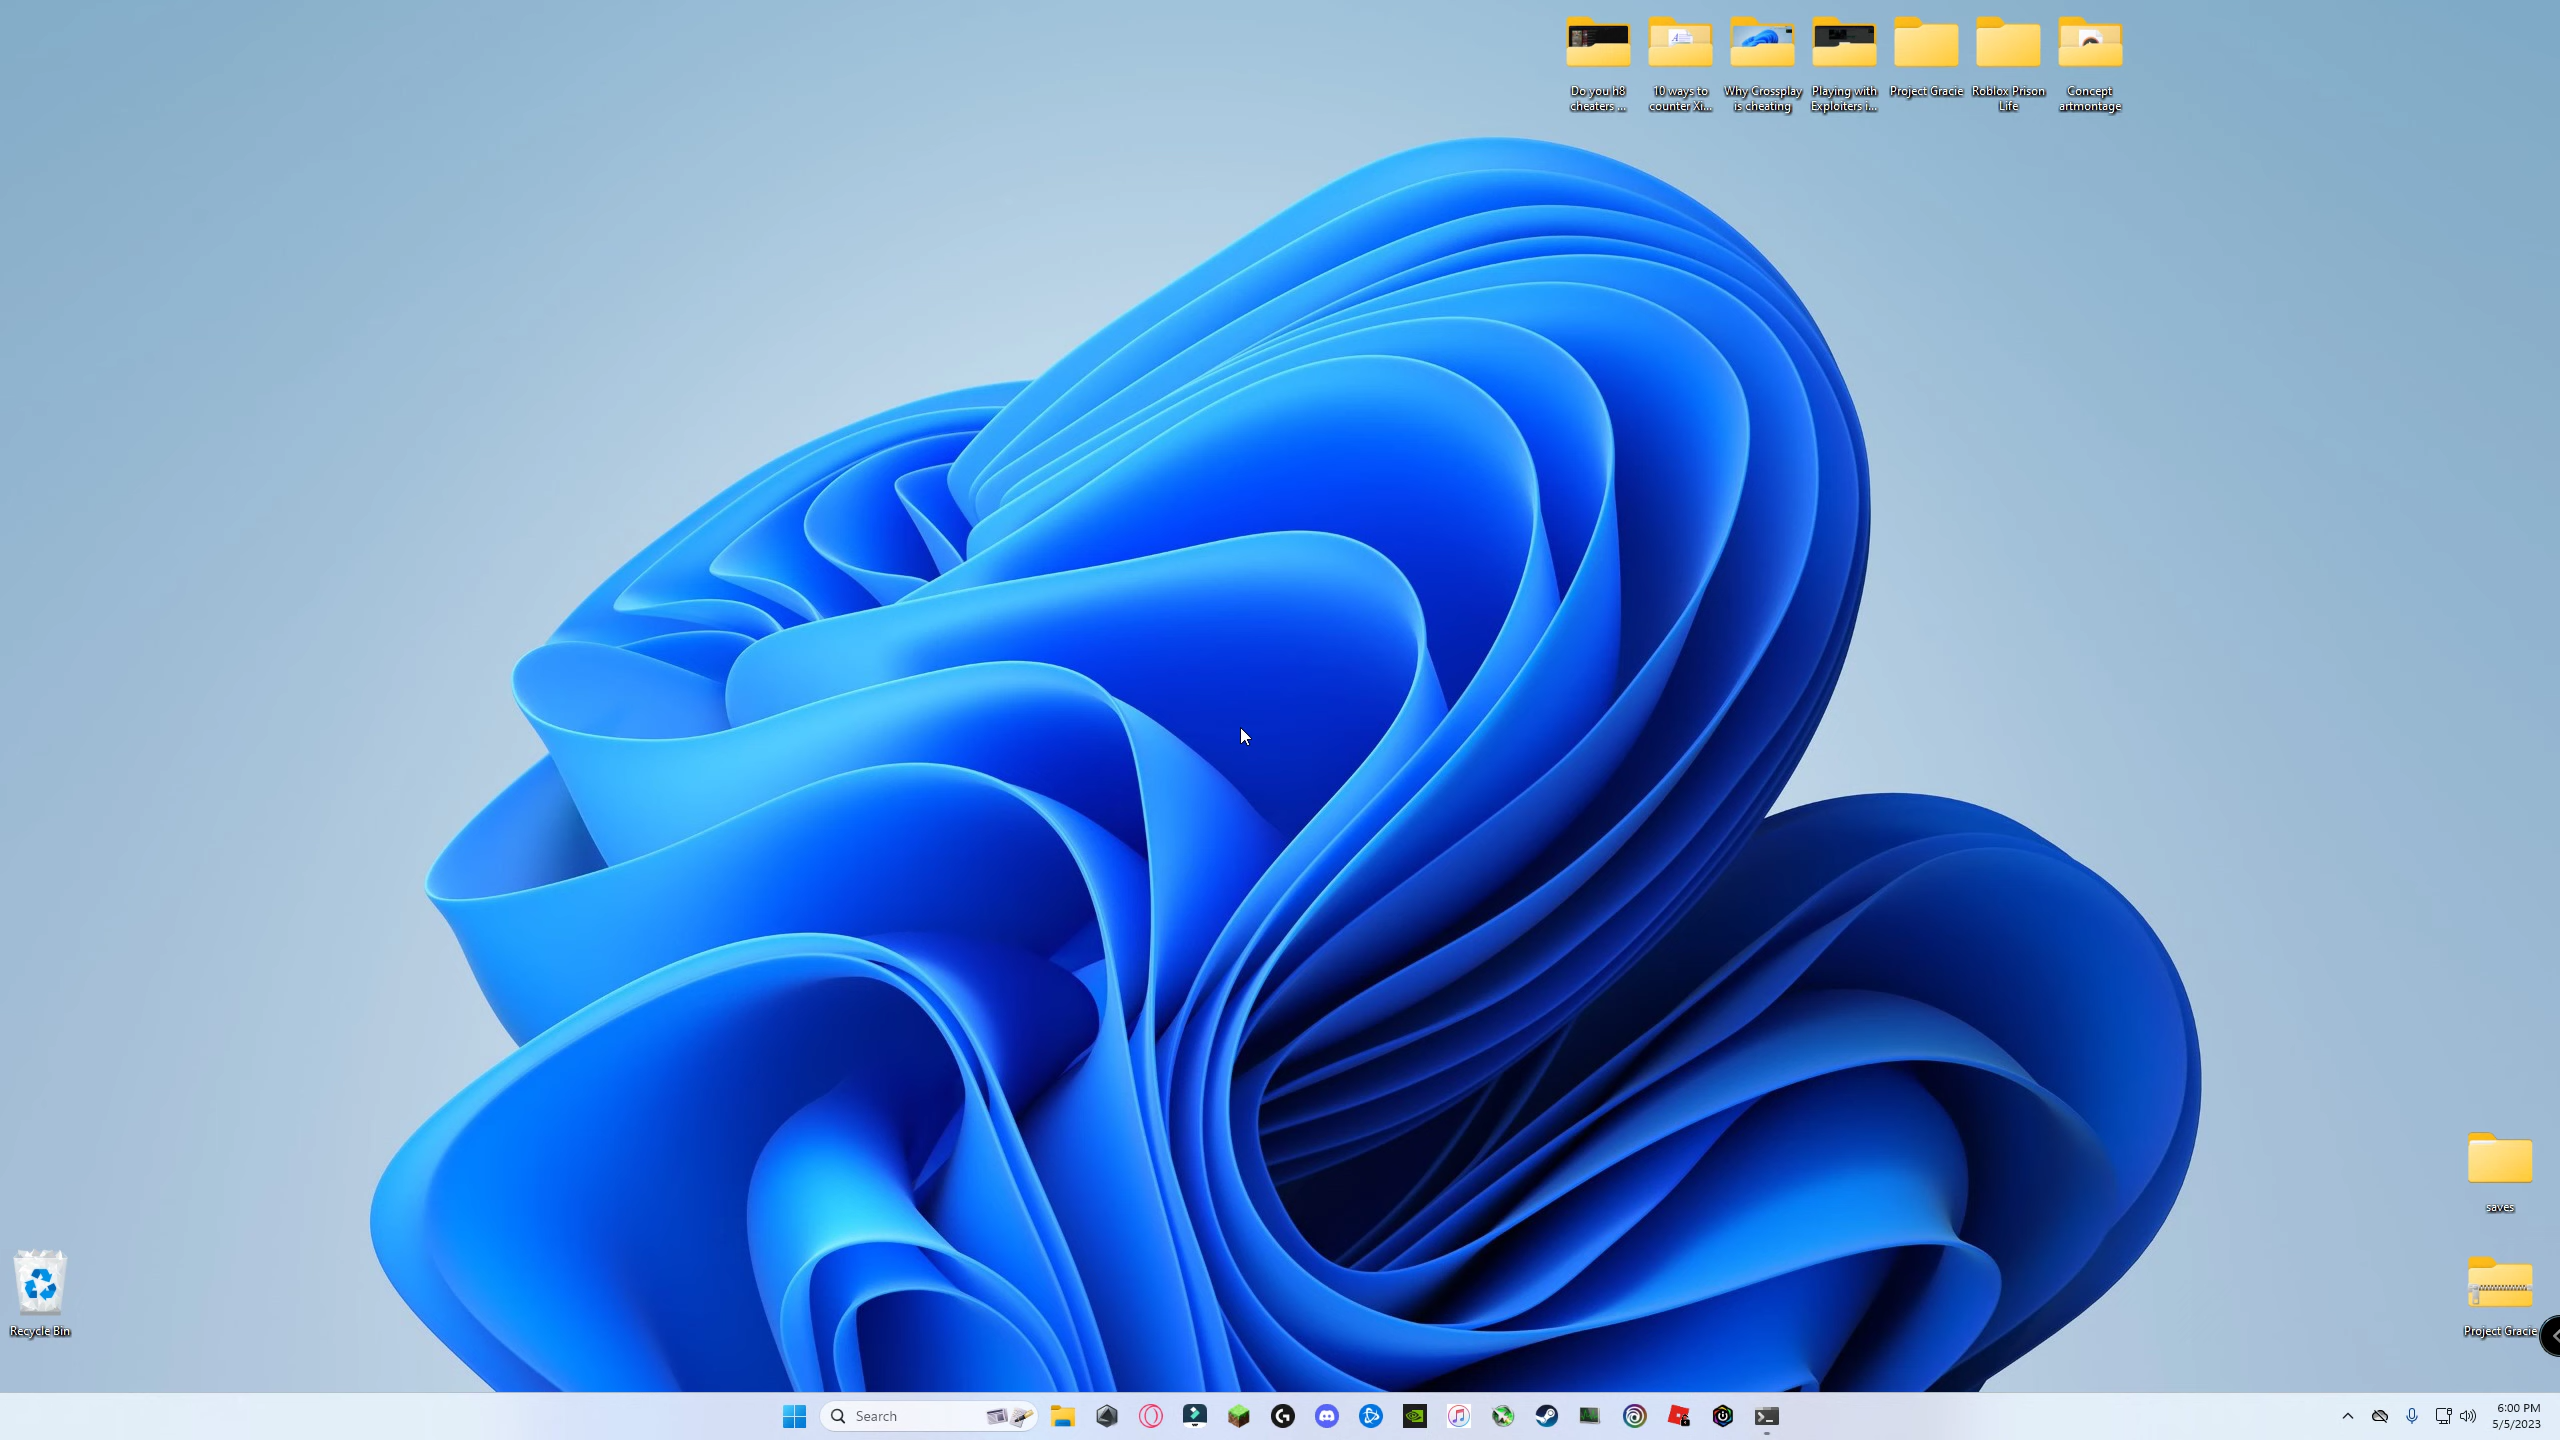 Do you h8
cheaters ...
10 ways to
counter Xi...
Why Crossplay
is cheating
Playing with
Exploiters i...
Project Gracie
Roblox Prison
Life
Concept
artmontage
saves
Recycle Bin
Project Gracie
Search
6:00 PM
5/5/2023